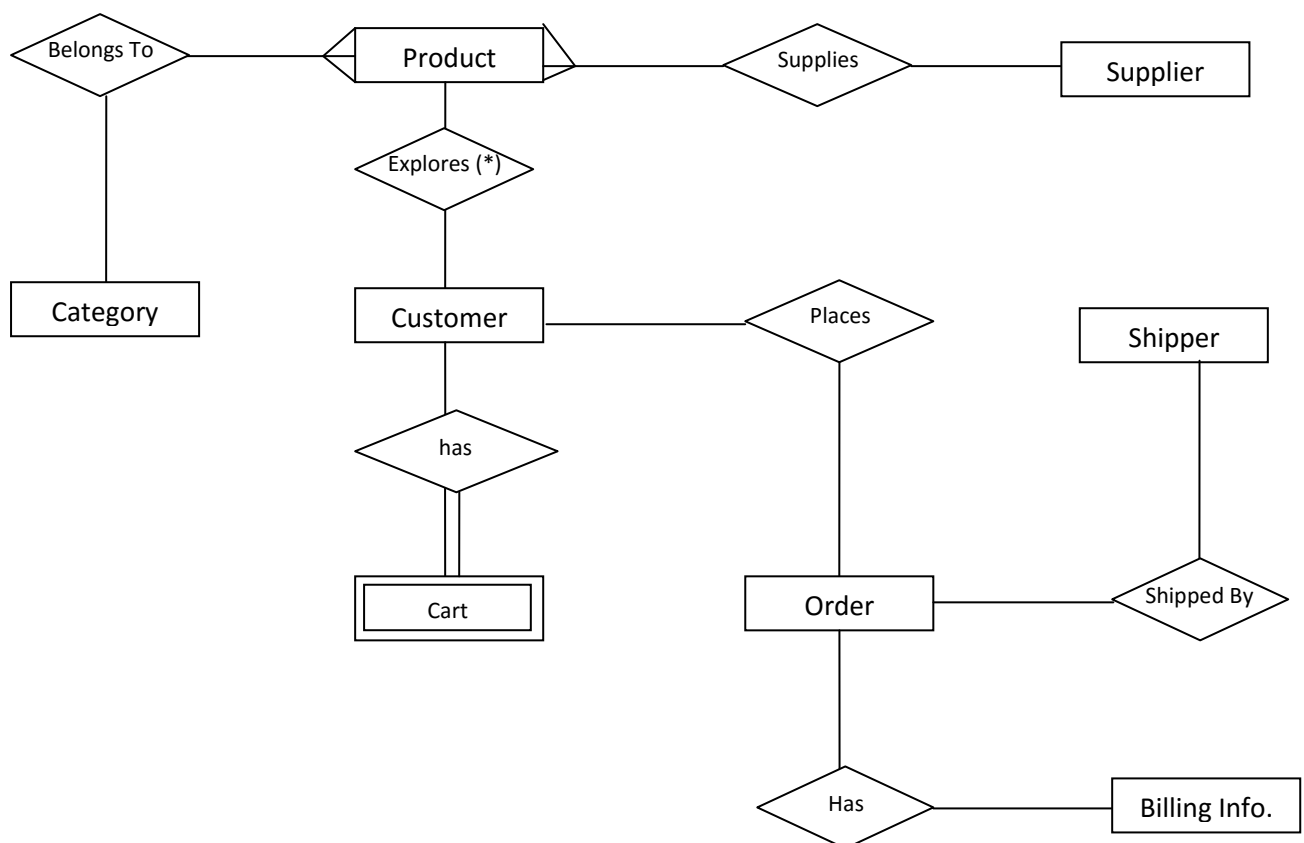 Belongs To
Product
Supplies
Supplier
Explores (*)
Category
Customer
Places
Shipper
has
Cart
Order
Shipped By
Has
Billing Info.